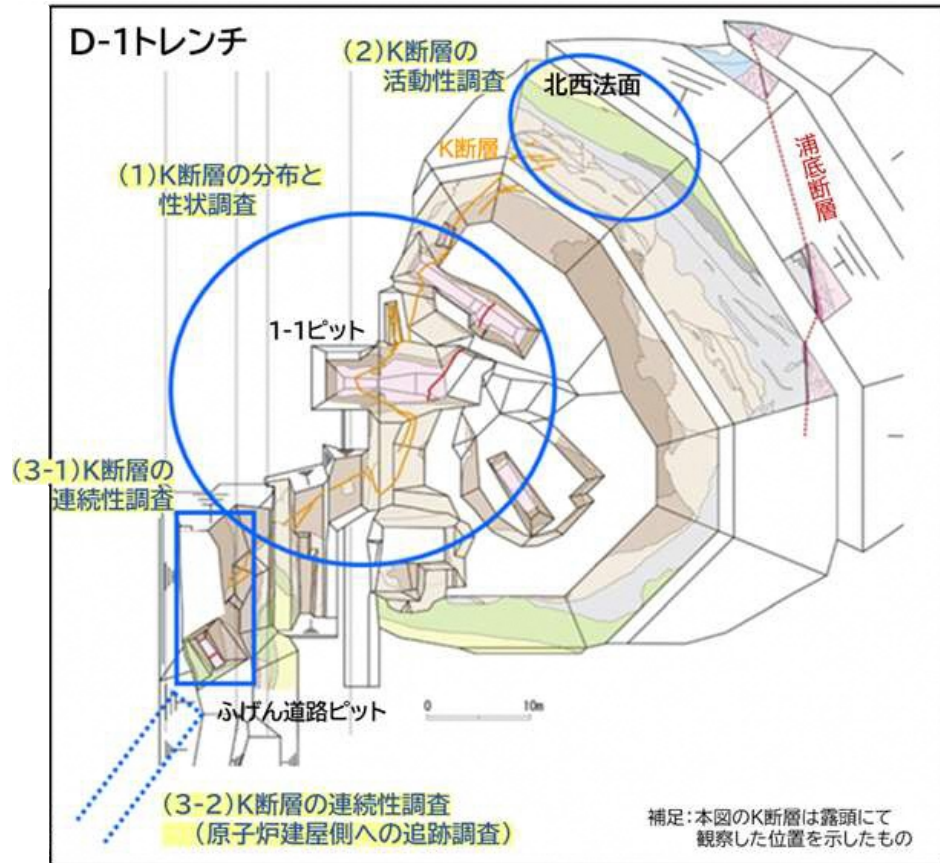 D-1トレンチ
(2)K断層の
活動性調査
北西法面
K断層
浦底断層
(1)K断層の分布と
性状調査
1-1ピット
(3-1)K断層の
連続性調査
ふげん道路ピット
0 10m
(3-2)K断層の連続性調査
(原子炉建屋側への追跡調査)
補足:本図のK断層は露頭にて
観察した位置を示したもの